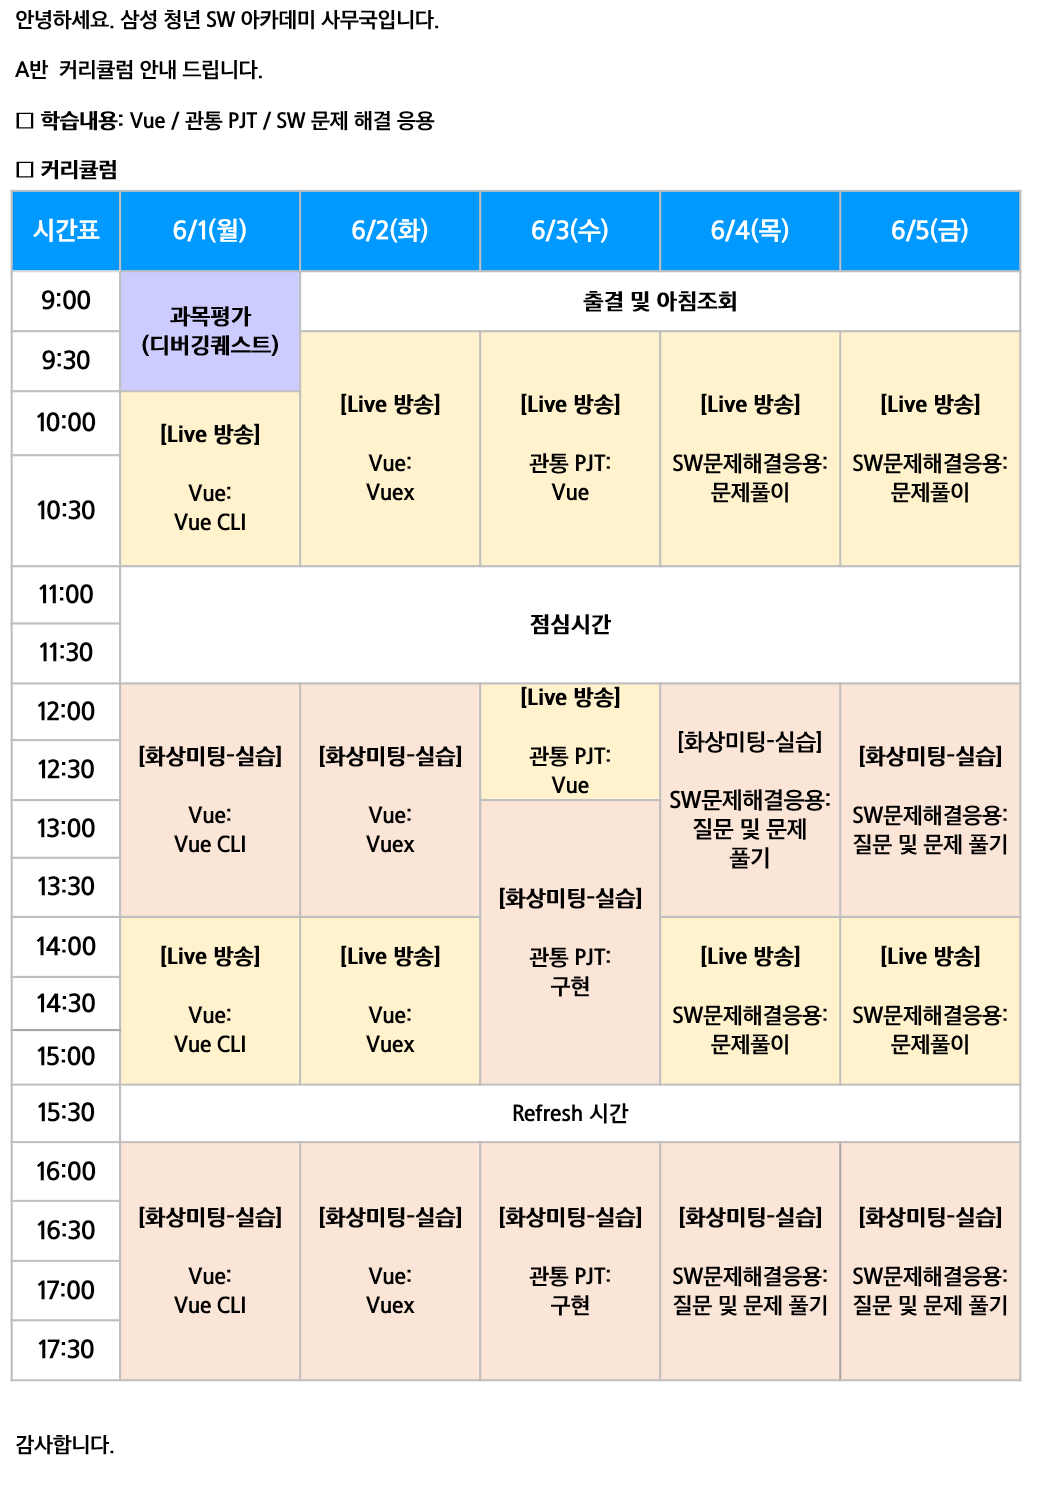 안녕하세요. 삼성 청년 SW 아카데미 사무국입니다.
A반 커리큘럼 안내 드립니다.
□ 학습내용: Vue / 관통 PJT / SW 문제 해결 응용
□ 커리큘럼
시간표 6/1(월) 6/2(화) 6/3(수) 6/4(목) 6/5(금)
9:00
과목평가
(디버깅퀘스트)
출결 및 아침조회
9:30
10:00
10:30
[Live 방송]
Vue:
Vue CLI
[Live 방송]
Vue:
Vuex
[Live 방송]
관통 PJT:
Vue
[Live 방송]
SW문제해결응용:
문제풀이
[Live 방송]
SW문제해결응용:
문제풀이
11:00
11:30
점심시간
12:00
12:30
13:00
13:30
[화상미팅-실습]
Vue:
Vue CLI
[화상미팅-실습]
Vue:
Vuex
[Live 방송]
관통 PJT:
Vue
[화상미팅-실습]
SW문제해결응용:
질문 및 문제
풀기
[화상미팅-실습]
SW문제해결응용:
질문 및 문제 풀기
14:00
14:30
15:00
[Live 방송]
Vue:
Vue CLI
[Live 방송]
Vue:
Vuex
[화상미팅-실습]
관통 PJT:
구현
[Live 방송]
SW문제해결응용:
문제풀이
[Live 방송]
SW문제해결응용:
문제풀이
15:30
Refresh 시간
16:00
16:30
17:00
17:30
[화상미팅-실습]
Vue:
Vue CLI
[화상미팅-실습]
Vue:
Vuex
[화상미팅-실습]
관통 PJT:
구현
[화상미팅-실습]
SW문제해결응용:
질문 및 문제 풀기
[화상미팅-실습]
SW문제해결응용:
질문 및 문제 풀기
감사합니다.